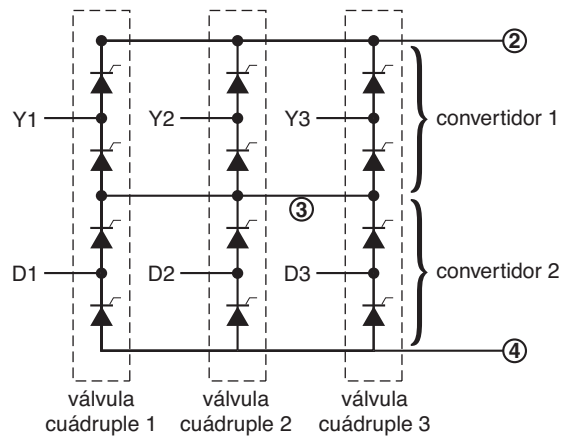 ②
Y1 Y2 Y3 convertidor 1
③
D1 D2 D3 convertidor 2
④
válvula cuádruple 1
válvula cuádruple 2
válvula cuádruple 3